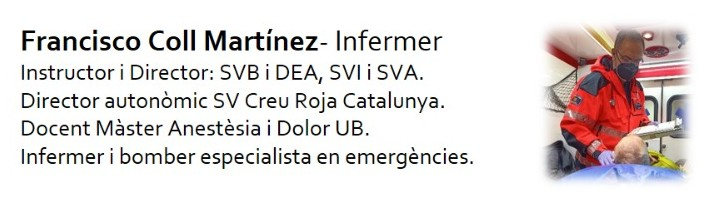 Francisco Coll Martínez- Infermer
Instructor i Director: SVB i DEA, SVI i SVA.
Director autonòmic SV Creu Roja Catalunya.
Docent Màster Anestèsia i Dolor UB.
Infermer i bomber especialista en emergències.